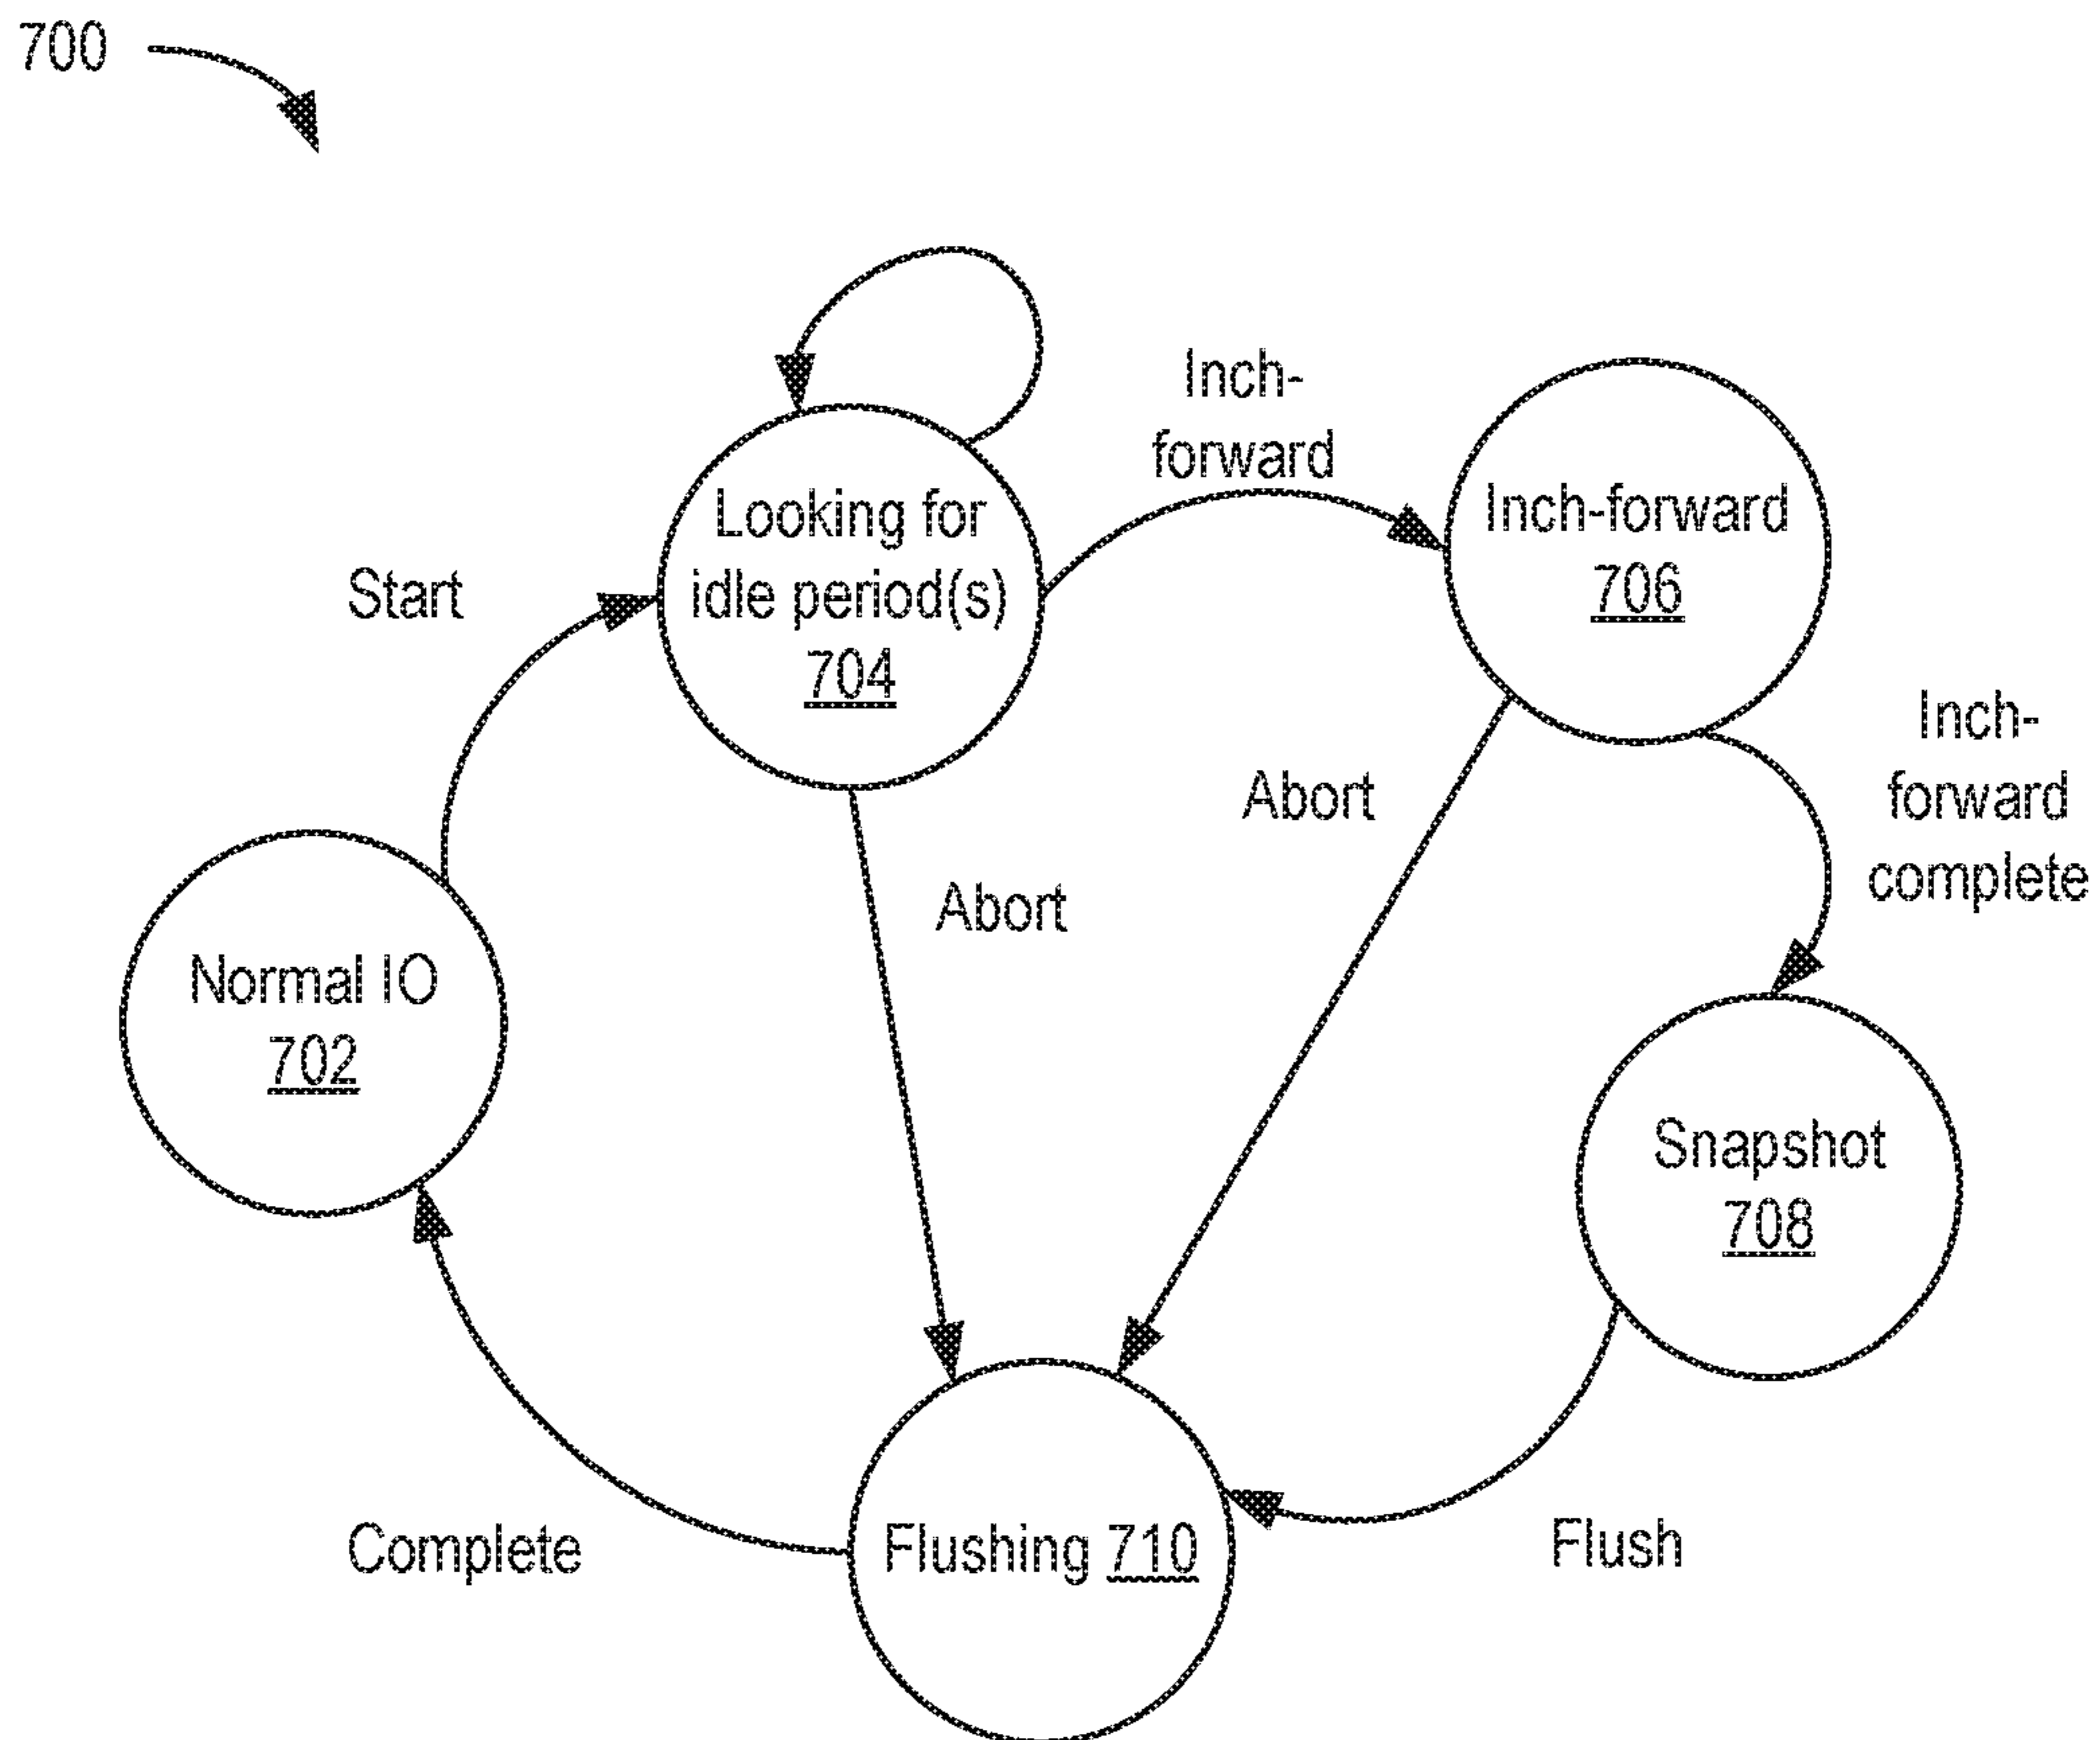 700
Inch-
forward
Looking for
idle period(s)
704
Inch-forward
706
Start
Inch-
forward
complete
Abort
Abort
Normal IO
702
Snapshot
708
Complete
Flushing 710
Flush